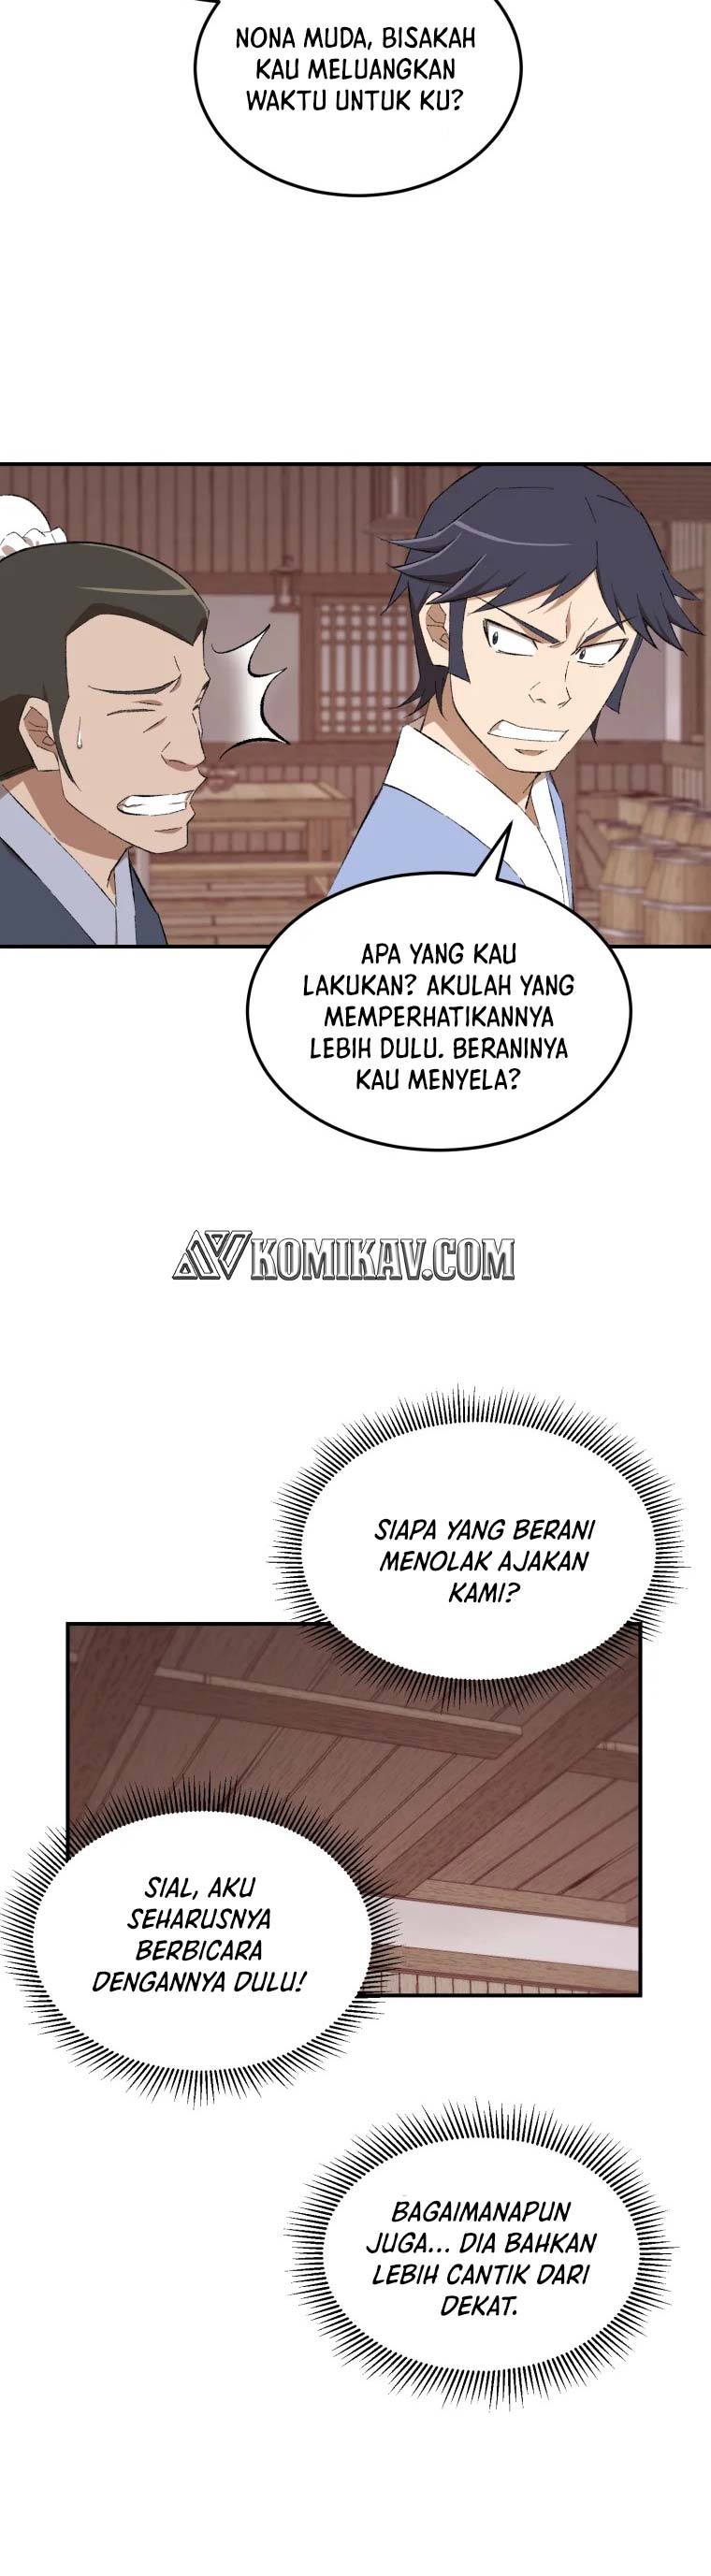 NONA MUDA, BISAKAH
KAU MELUANGKAN
WAKTU UNTUK KU?
APA YANG KAU
LAKUKAN? AKULAH YANG
MEMPERHATIKANNYA
LEBIH DULU. BERANINYA
KAU MENYELA?
KOMIKAV.COM
SIAPA YANG BERANI
MENOLAK AJAKAN
KAMI?
SIAL, AKU
SEHARUSNYA
BERBICARA
DENGANNYA DULU!
BAGAIMANAPUN
JUGA... DIA BAHKAN
LEBIH CANTIK DARI
DEKAT.